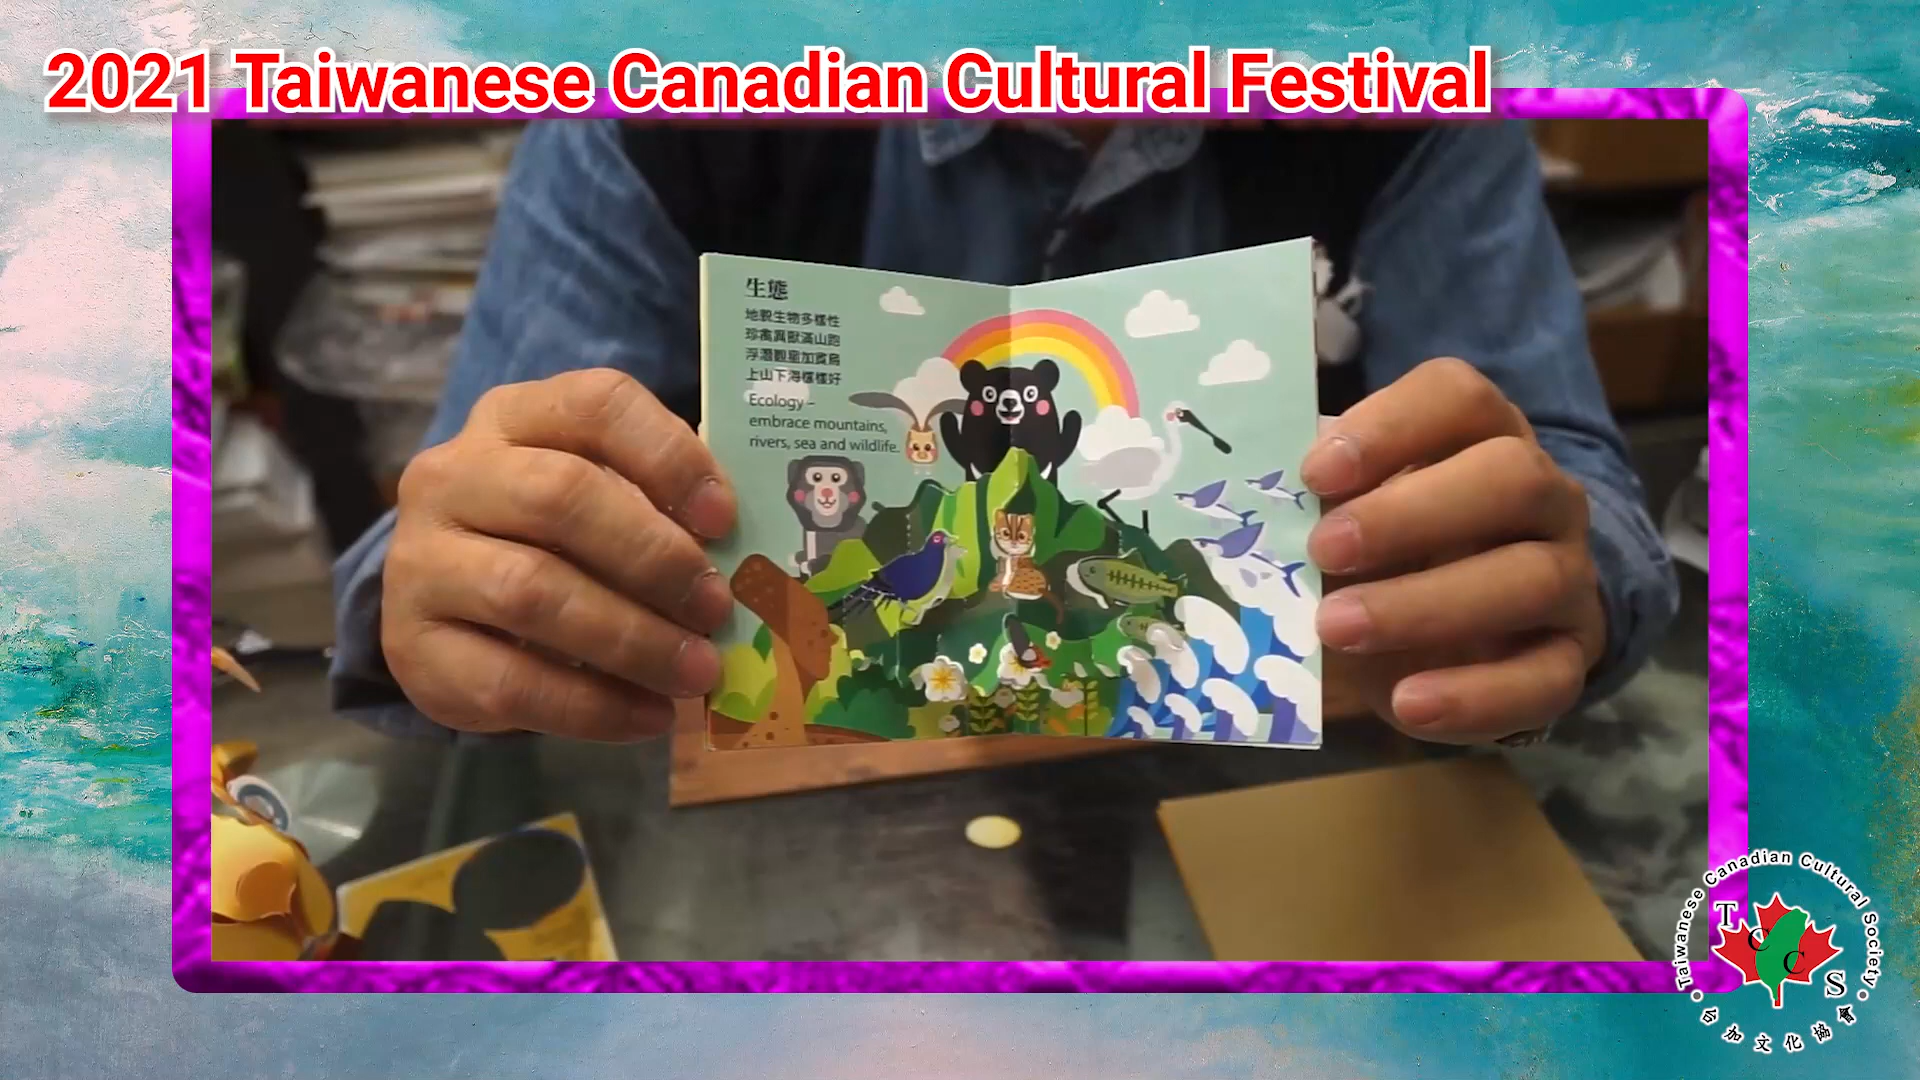 2021 Taiwanese Canadian Cultural Festival
生態
地貌生物多樣性
珍禽異獸滿山跑
浮潛觀星加賞鳥
上山下海樣樣好
Ecology –
embrace mountains,
rivers, sea and wildlife.
Taiwanese Canadian Cultural Society
T C C S
台加文化協會